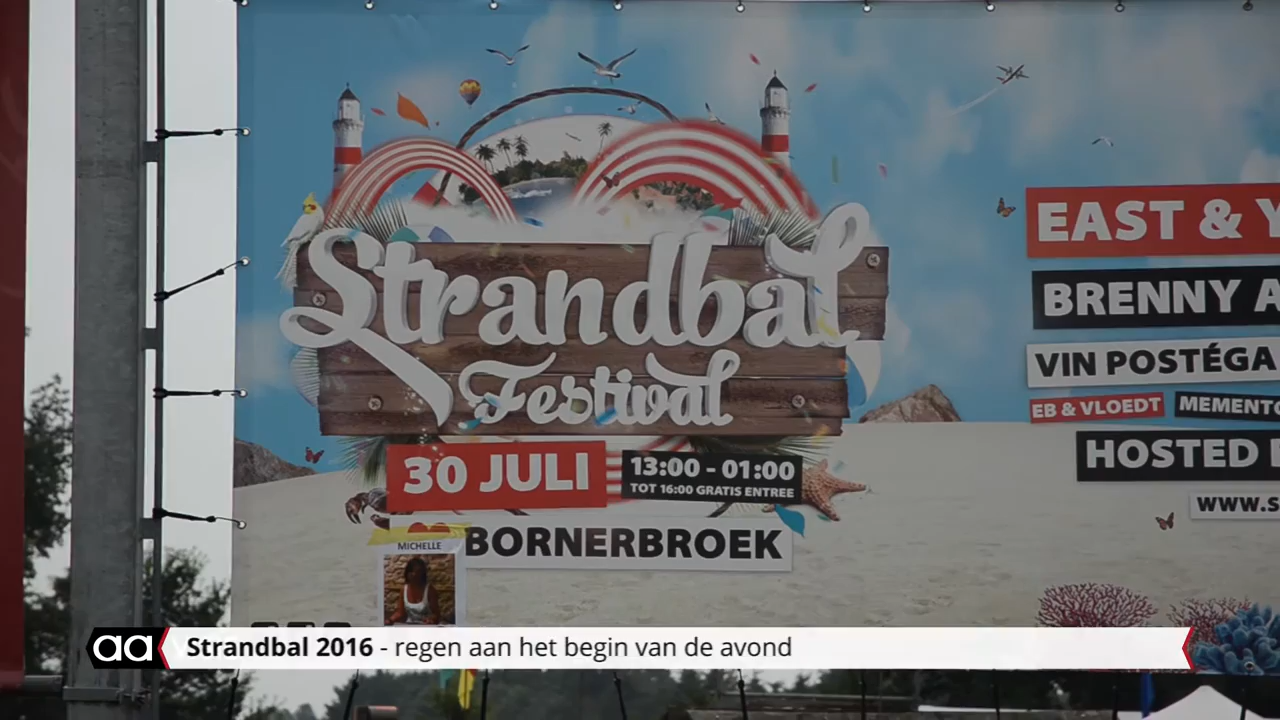 Strandbal
Festival
30 JULI
13:00 - 01:00
TOT 16:00 GRATIS ENTREE
BORNERBROEK
MICHELLE
EAST & Y
BRENNY A
VIN POSTÉGA
EB & VLOEDT
MEMENTO
HOSTED
WWW.S
aa
Strandbal 2016 - regen aan het begin van de avond